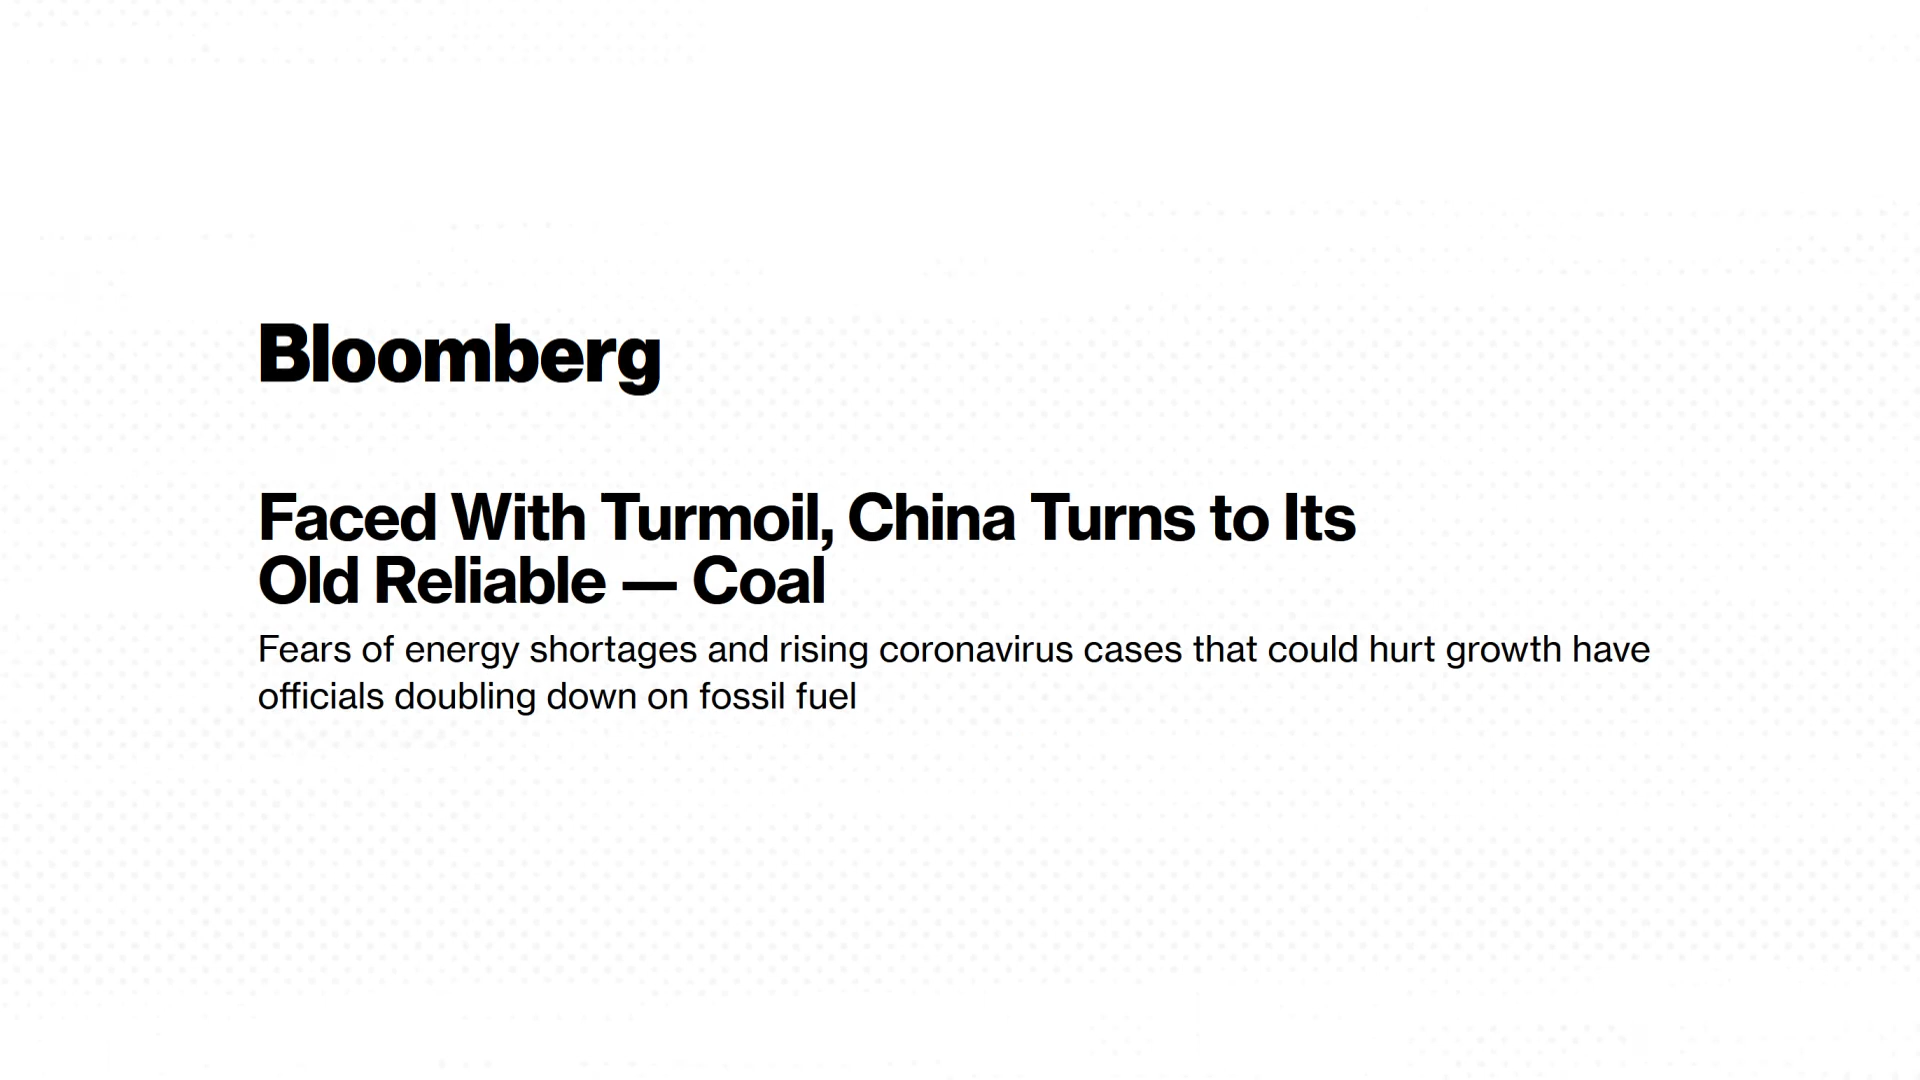 Bloomberg
Faced With Turmoil, China Turns to Its
Old Reliable — Coal
Fears of energy shortages and rising coronavirus cases that could hurt growth have
officials doubling down on fossil fuel